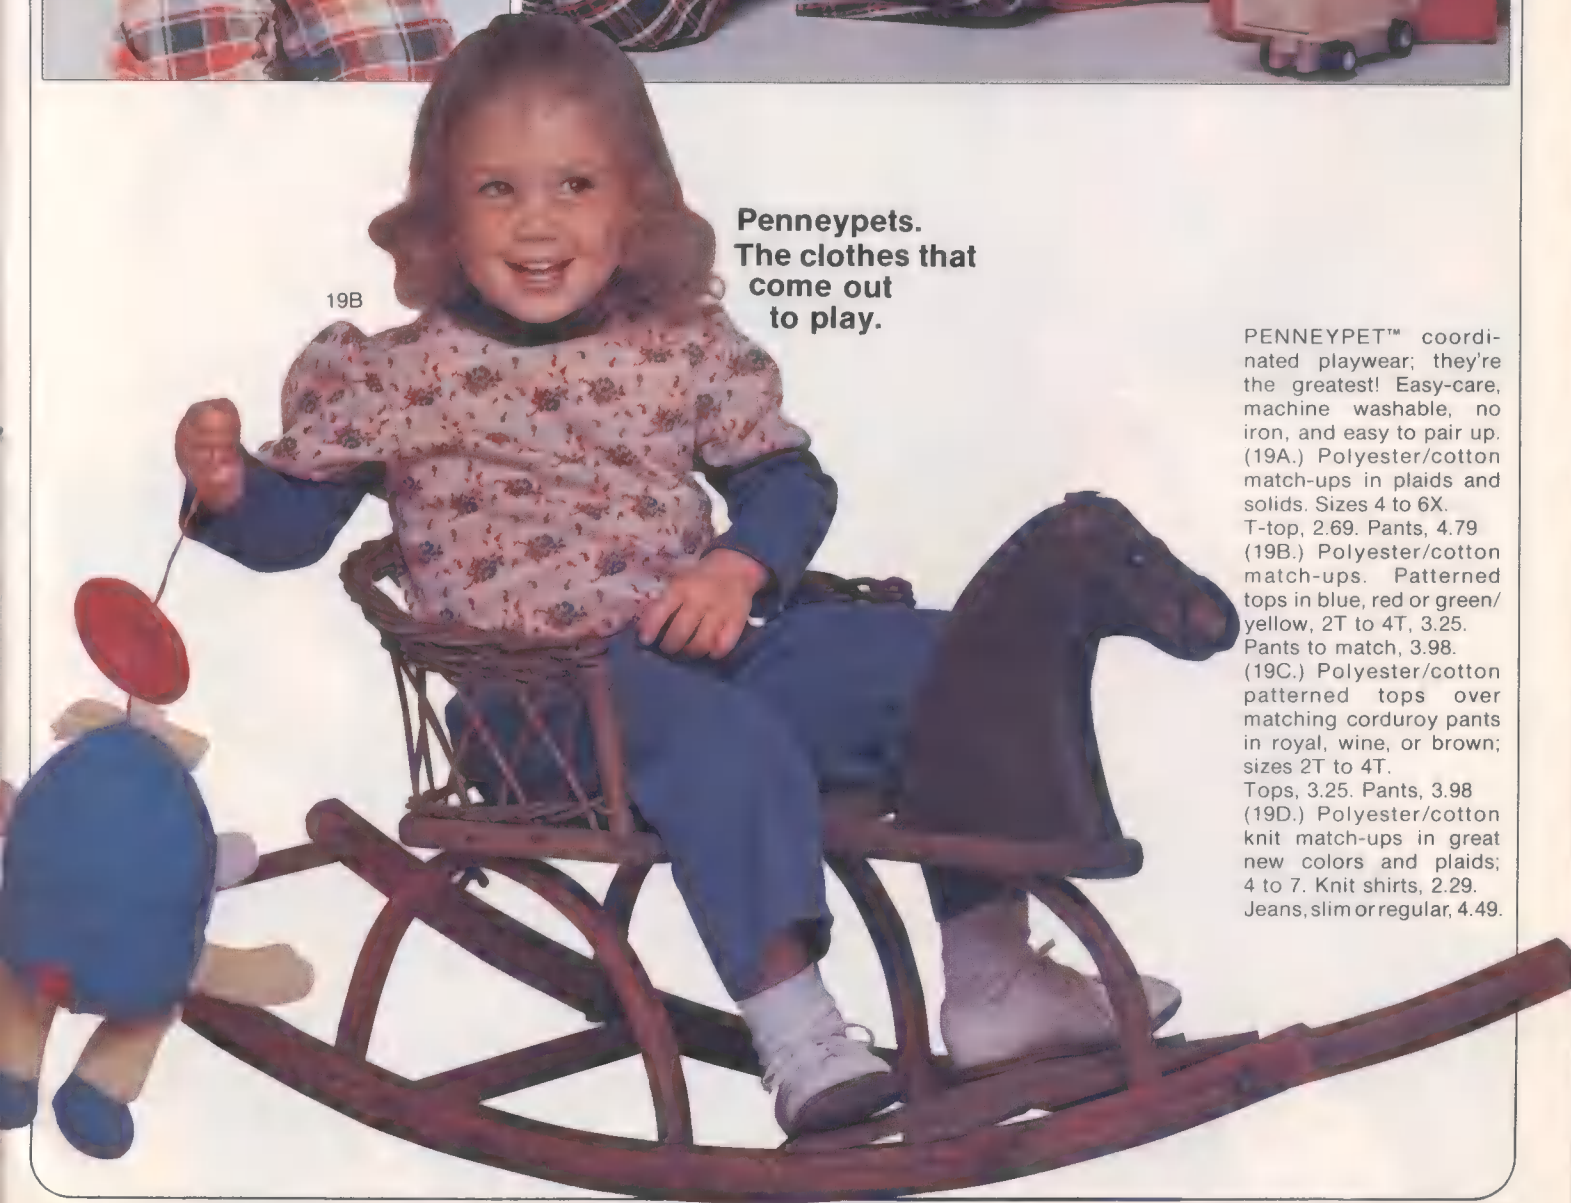 Penneypets.
The clothes that
come out
to play.
19B
PENNEYPET™ coordi-
nated playwear; they're
the greatest! Easy-care,
machine washable, no
iron, and easy to pair up.
(19A.) Polyester/cotton
match-ups in plaids and
solids. Sizes 4 to 6X.
T-top, 2.69. Pants, 4.79
(19B.) Polyester/cotton
match-ups. Patterned
tops in blue, red or green/
yellow, 2T to 4T, 3.25.
Pants to match, 3.98.
(19C.) Polyester/cotton
patterned tops over
matching corduroy pants
in royal, wine, or brown;
sizes 2T to 4T.
Tops, 3.25. Pants, 3.98
(19D.) Polyester/cotton
knit match-ups in great
new colors and plaids;
4 to 7. Knit shirts, 2.29.
Jeans, slim or regular, 4.49.